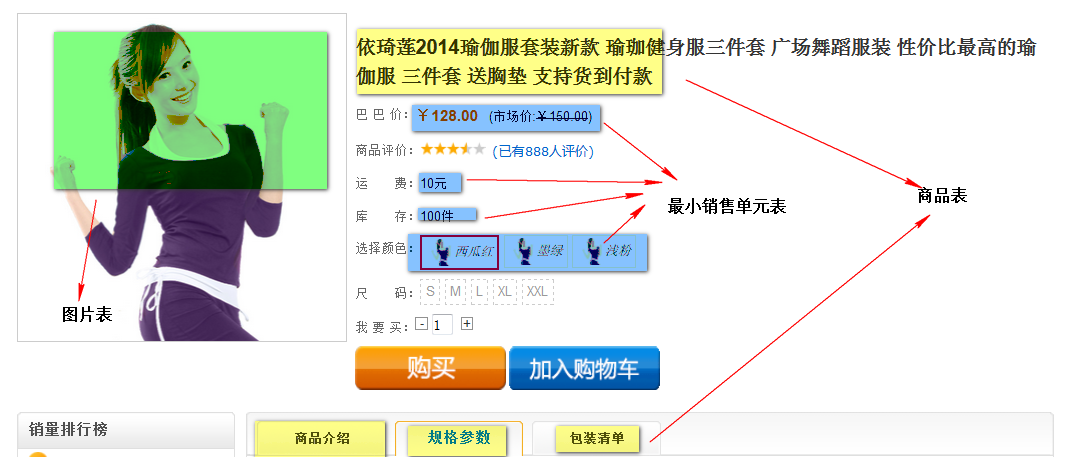 依琦莲2014瑜伽服套装新款 瑜珈健身服三件套 广场舞蹈服装 性价比最高的瑜
伽服 三件套 送胸垫 支持货到付款
巴 巴 价: ￥128.00 (市场价:￥150.00)
商品评价: (已有888人评价)
运 费: 10元
商品表
最小销售单元表
库 存: 100件
选择颜色: 西瓜红 墨绿 浅粉
尺 码: S M L XL XXL
图片表
我 要 买: - 1 +
购买 加入购物车
销量排行榜 商品介绍 规格参数 包装清单